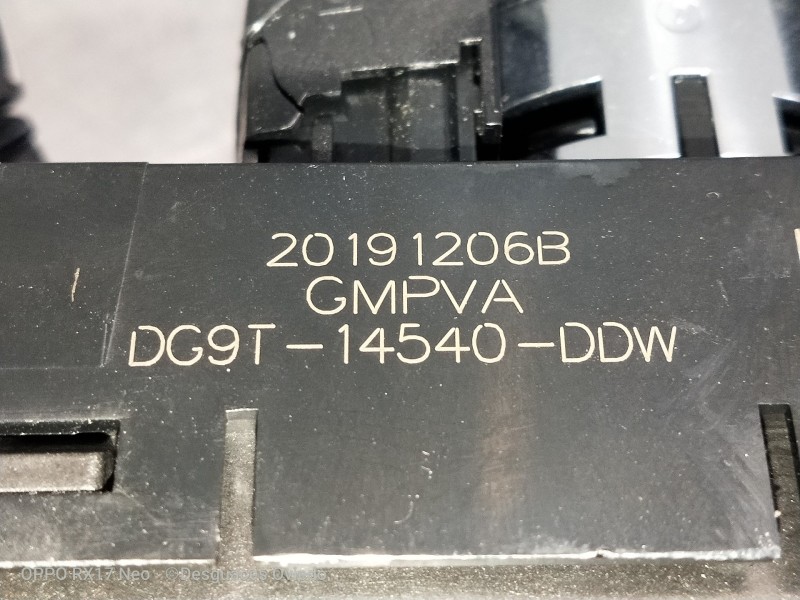 20191206B
GMPVA
DG9T-14540-DDW
OPPO RX17 Neo